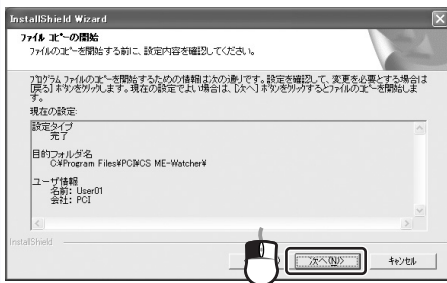 InstallShield Wizard
ファイル コピーの開始
ファイルのコピーを開始する前に、設定内容を確認してください。
プログラム ファイルのコピーを開始するための情報は次の通りです。設定を確認して、変更を必要とする場合は
[戻る] ボタンをクリックします。現在の設定でよい場合は、[次へ] ボタンをクリックするとファイルのコピーを開始しま
す。
現在の設定:
設定タイプ
完了
目的フォルダ名
C:¥Program Files¥PCI¥CS ME-Watcher¥
ユーザ情報
名前: User01
会社: PCI
InstallShield
次へ(N)>
キャンセル